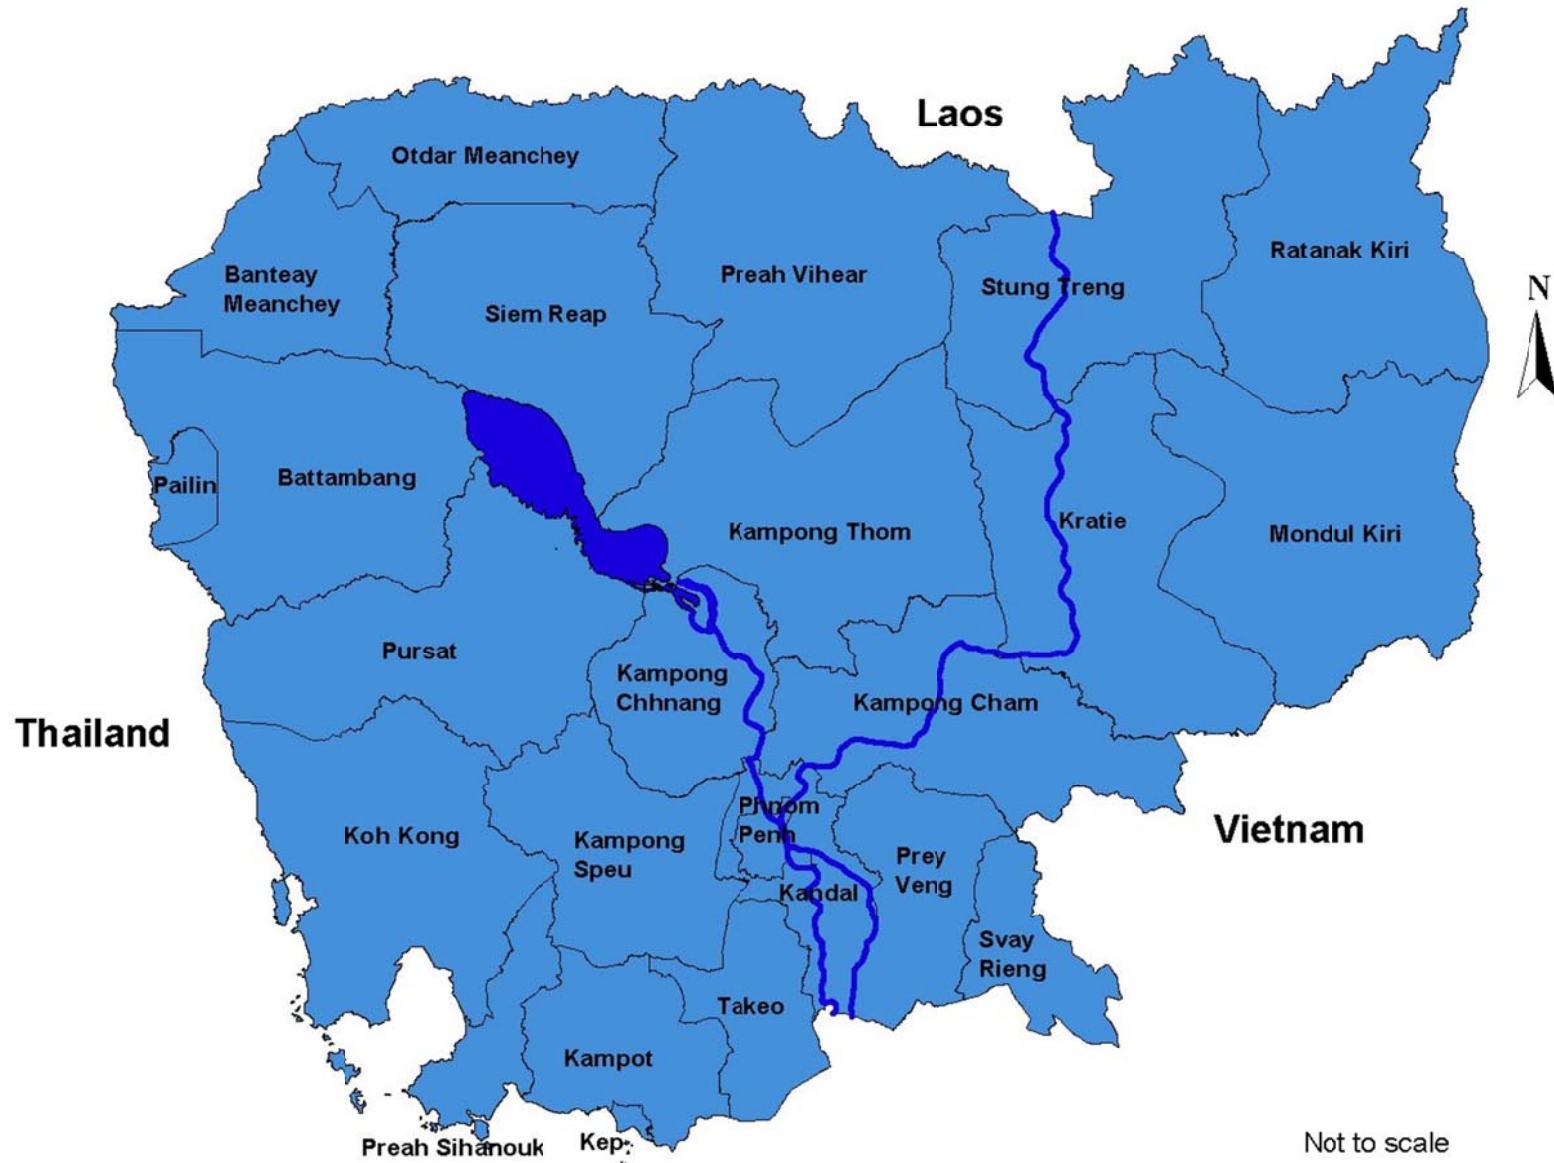 Laos
Otdar Meanchey
Ratanak Kiri
Banteay
Meanchey
Preah Vihear
Stung Treng
N
Siem Reap
Pailin
Battambang
Kampong Thom
Kratie
Mondul Kiri
Pursat
Kampong
Chhnang
Kampong Cham
Thailand
Phnom
Penh
Vietnam
Koh Kong
Kampong
Speu
Prey
Veng
Kandal
Svay
Rieng
Takeo
Kampot
Preah Sihanouk
Kep
Not to scale